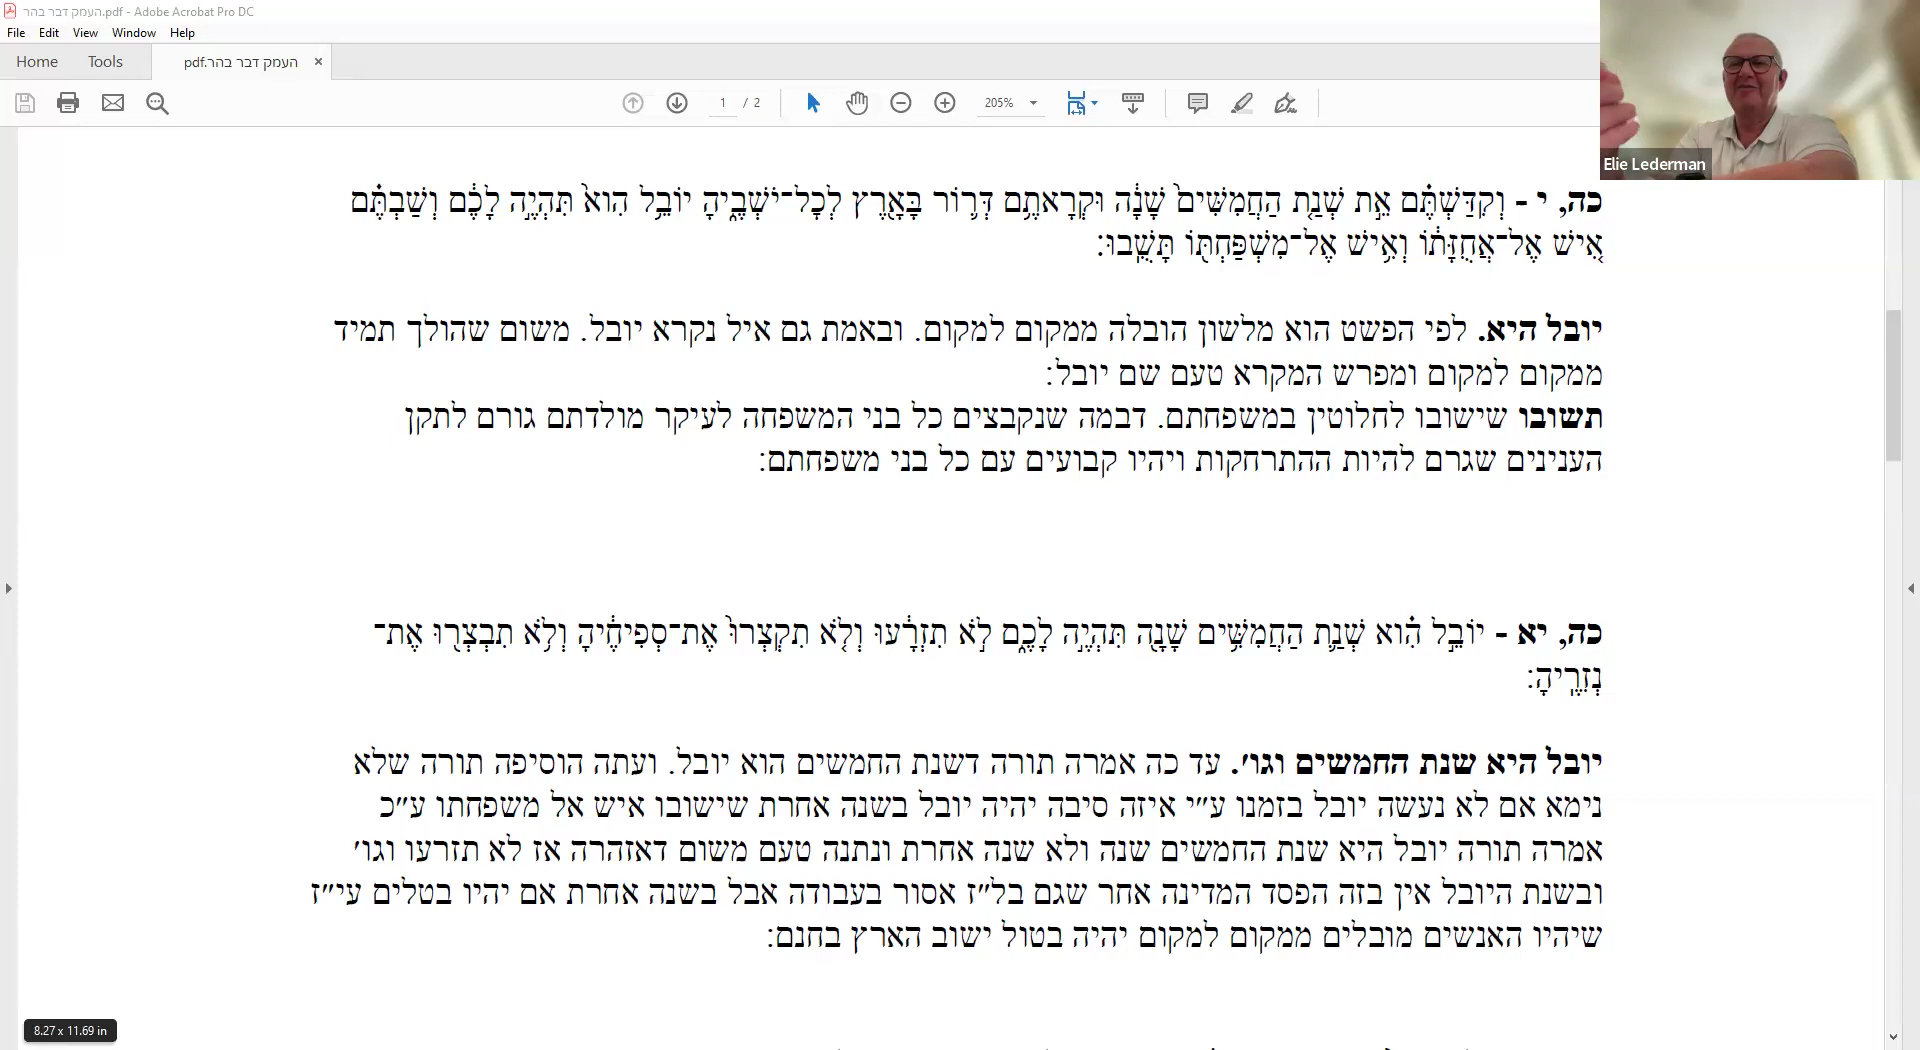 העמק דבר בהר.pdf - Adobe Acrobat Pro DC
File Edit View Window Help
Home Tools העמק דבר בהר.pdf ×
1 / 2 205%
Elie Lederman
כה, י - וְקִדַּשְׁתֶּ֗ם אֵ֣ת שְׁנַ֤ת הַחֲמִשִּׁים֙ שָׁנָ֔ה וּקְרָאתֶ֥ם דְּר֛וֹר בָּאָ֖רֶץ לְכׇל־יֹשְׁבֶ֑יהָ יוֹבֵ֥ל הִוא֙ תִּהְיֶ֣ה לָכֶ֔ם וְשַׁבְתֶּ֗ם
אִ֚ישׁ אֶל־אֲחֻזָּת֔וֹ וְאִ֥ישׁ אֶל־מִשְׁפַּחְתּ֖וֹ תָּשֻֽׁבוּ׃
יובל היא. לפי הפשט הוא מלשון הובלה ממקום למקום. ובאמת גם איל נקרא יובל. משום שהולך תמיד
ממקום למקום ומפרש המקרא טעם שם יובל:
תשובו שישובו לחלוטין במשפחתם. דבמה שנקבצים כל בני המשפחה לעיקר מולדתם גורם לתקן
הענינים שגרם להיות ההתרחקות ויהיו קבועים עם כל בני משפחתם:
כה, יא - יוֹבֵ֣ל הִ֗וא שְׁנַ֛ת הַחֲמִשִּׁ֥ים שָׁנָ֖ה תִּהְיֶ֣ה לָכֶ֑ם לֹ֣א תִזְרָ֔עוּ וְלֹ֤א תִקְצְרוּ֙ אֶת־סְפִיחֶ֔יהָ וְלֹ֥א תִבְצְר֖וּ אֶת־
נְזִרֶֽיהָ׃
יובל היא שנת החמשים וגו׳. עד כה אמרה תורה דשנת החמשים הוא יובל. ועתה הוסיפה תורה שלא
נימא אם לא נעשה יובל בזמנו ע״י איזה סיבה יהיה יובל בשנה אחרת שישובו איש אל משפחתו ע״כ
אמרה תורה יובל היא שנת החמשים שנה ולא שנה אחרת ונתנה טעם משום דאזהרה אז לא תזרעו וגו׳
ובשנת היובל אין בזה הפסד המדינה אחר שגם בל״ז אסור בעבודה אבל בשנה אחרת אם יהיו בטלים עי״ז
שיהיו האנשים מובלים ממקום למקום יהיה בטול ישוב הארץ בחנם:
8.27 x 11.69 in